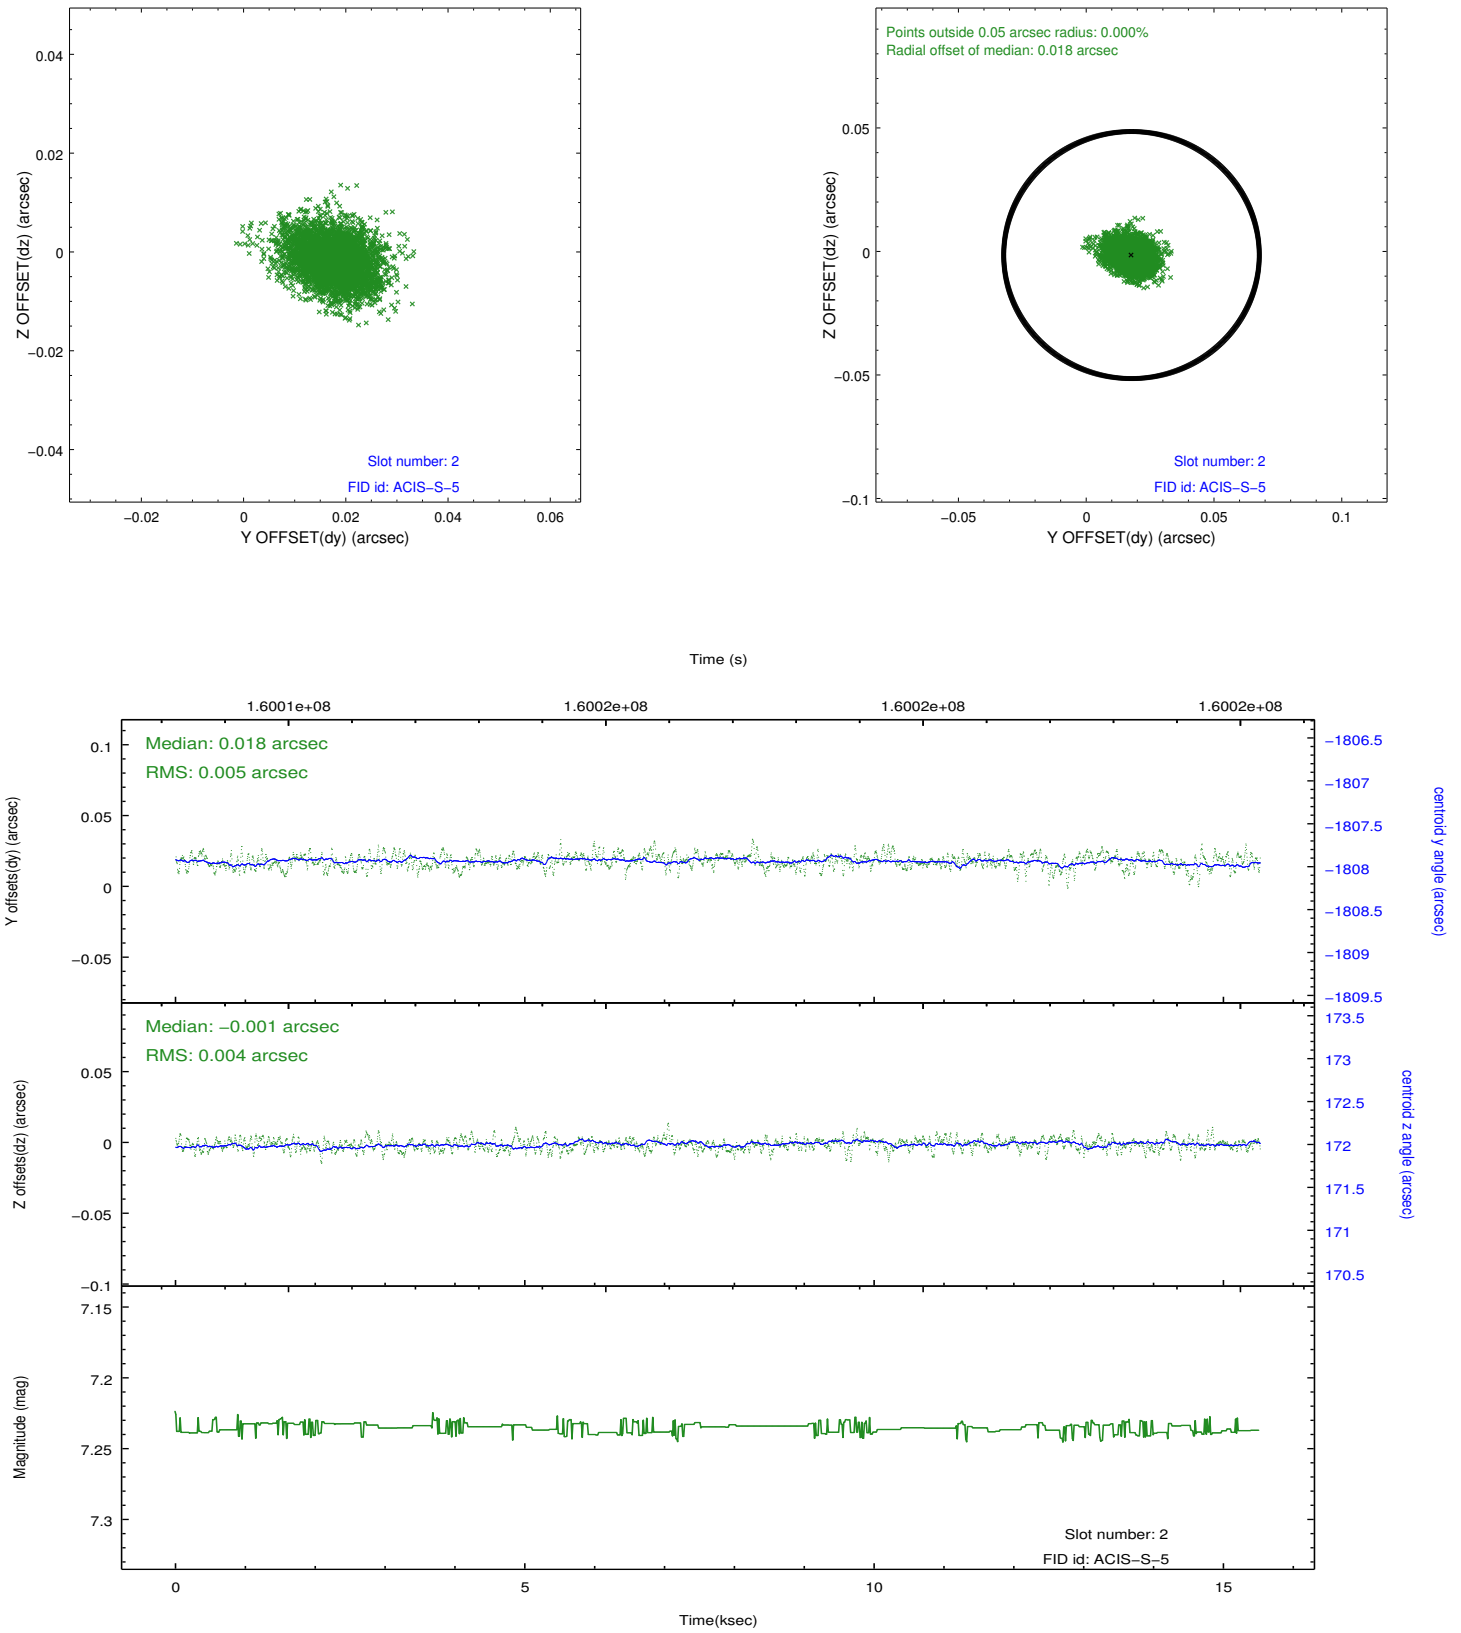 0.04
0.02
0
−0.02
−0.04
Z OFFSET(dz) (arcsec)
Slot number: 2
FID id: ACIS−S−5
−0.02 0 0.02 0.04 0.06
Y OFFSET(dy) (arcsec)
Points outside 0.05 arcsec radius: 0.000%
Radial offset of median: 0.018 arcsec
0.05
0
−0.05
−0.1
Z OFFSET(dz) (arcsec)
Slot number: 2
FID id: ACIS−S−5
−0.05 0 0.05 0.1
Y OFFSET(dy) (arcsec)
Time (s)
1.6001e+08 1.6002e+08 1.6002e+08 1.6002e+08
Median: 0.018 arcsec
RMS: 0.005 arcsec
0.1
0.05
0
−0.05
Y offsets(dy) (arcsec)
−1806.5
−1807
−1807.5
−1808
−1808.5
−1809
−1809.5
centroid y angle (arcsec)
Median: −0.001 arcsec
RMS: 0.004 arcsec
0.05
0
−0.05
−0.1
Z offsets(dz) (arcsec)
173.5
173
172.5
172
171.5
171
170.5
centroid z angle (arcsec)
7.15
7.2
7.25
7.3
Magnitude (mag)
Slot number: 2
FID id: ACIS−S−5
0 5 10 15
Time(ksec)